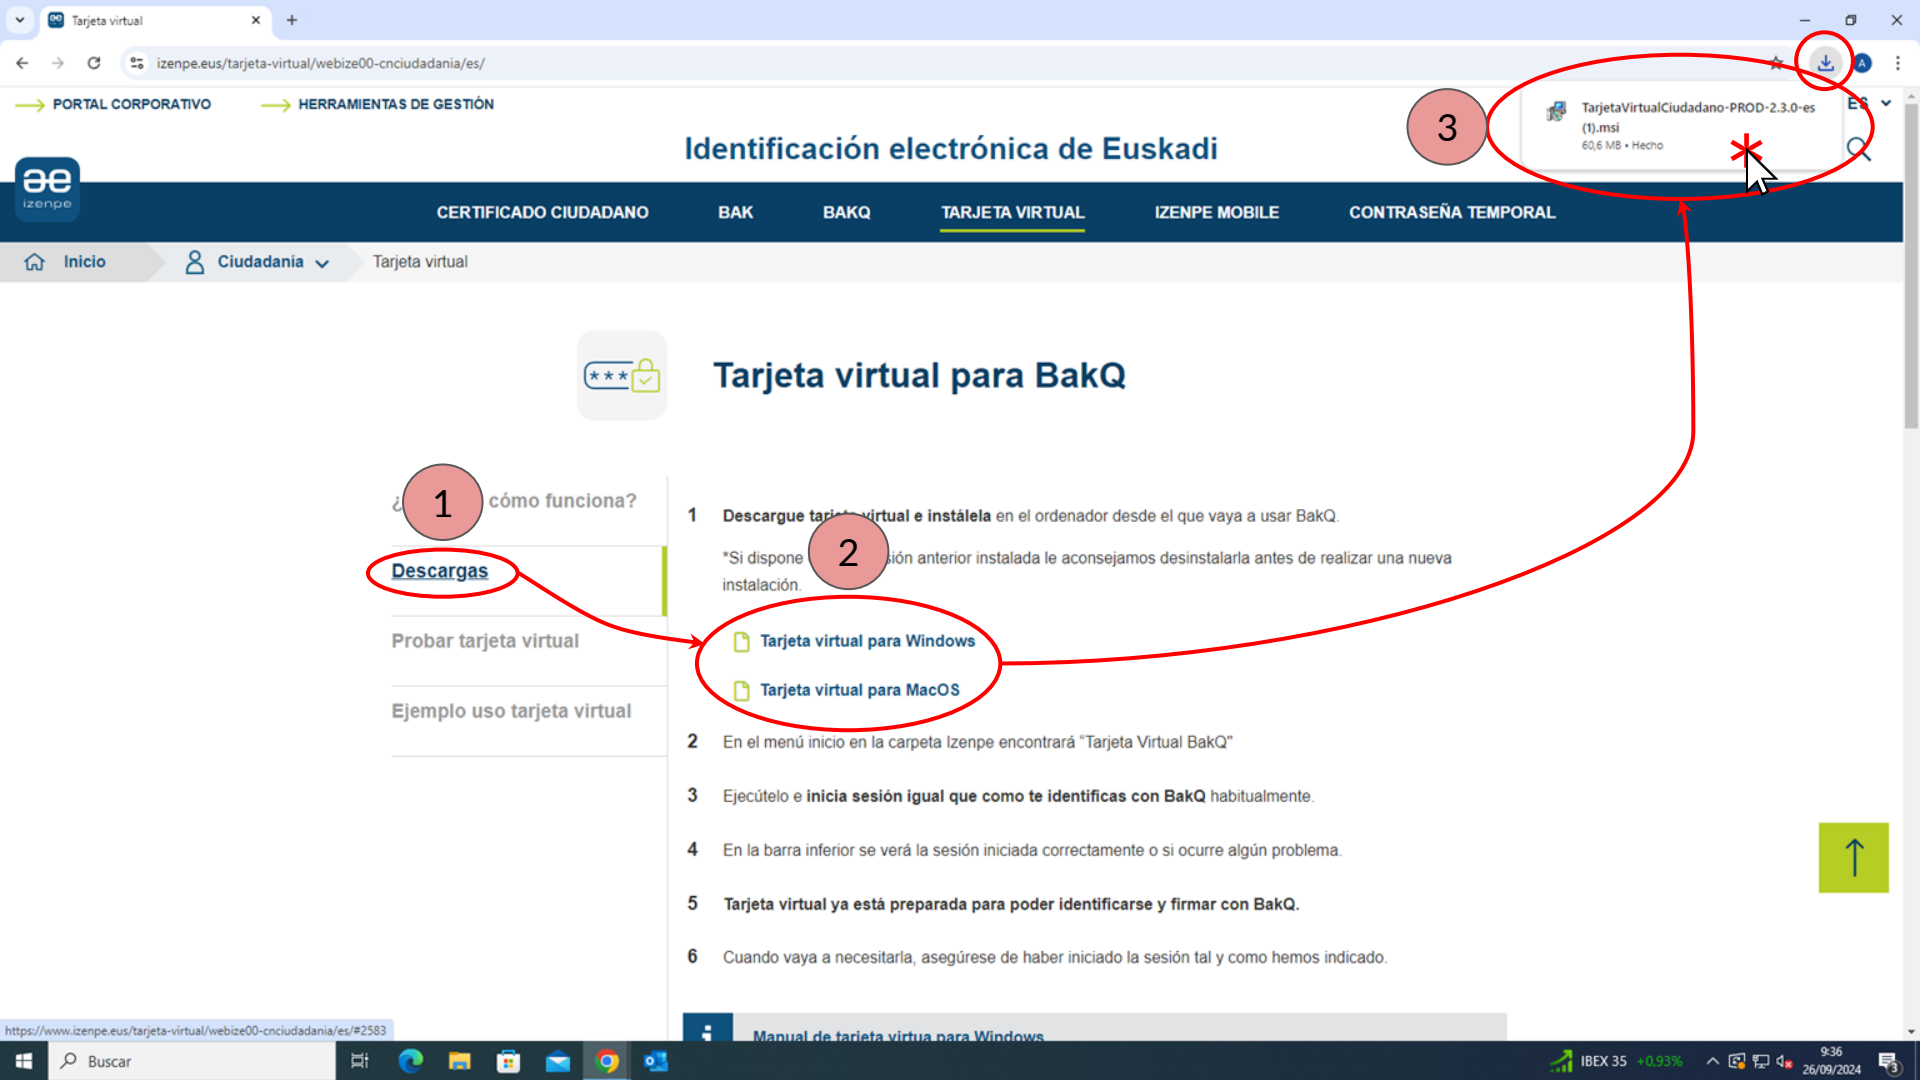 Tarjeta virtual
izenpe.eus/tarjeta-virtual/webize00-cnciudadania/es/
A
PORTAL CORPORATIVO
HERRAMIENTAS DE GESTIÓN
TarjetaVirtualCiudadano-PROD-2.3.0-es
(1).msi
60,6 MB • Hecho
ES
3
Identificación electrónica de Euskadi
izenpe
CERTIFICADO CIUDADANO
BAK
BAKQ
TARJETA VIRTUAL
IZENPE MOBILE
CONTRASEÑA TEMPORAL
Inicio
Ciudadanía
Tarjeta virtual
***
Tarjeta virtual para BakQ
¿
1
cómo funciona?
Descargas
Probar tarjeta virtual
Ejemplo uso tarjeta virtual
1 Descargue tarjeta virtual e instálela en el ordenador desde el que vaya a usar BakQ.
2
*Si dispone sión anterior instalada le aconsejamos desinstalarla antes de realizar una nueva
instalación.
Tarjeta virtual para Windows
Tarjeta virtual para MacOS
2 En el menú inicio en la carpeta Izenpe encontrará “Tarjeta Virtual BakQ"
3 Ejecútelo e inicia sesión igual que como te identificas con BakQ habitualmente.
4 En la barra inferior se verá la sesión iniciada correctamente o si ocurre algún problema.
5 Tarjeta virtual ya está preparada para poder identificarse y firmar con BakQ.
6 Cuando vaya a necesitarla, asegúrese de haber iniciado la sesión tal y como hemos indicado.
Manual de tarjeta virtua para Windows
https://www.izenpe.eus/tarjeta-virtual/webize00-cnciudadania/es/#2583
Buscar
IBEX 35 +0,93%
9:36
26/09/2024
3